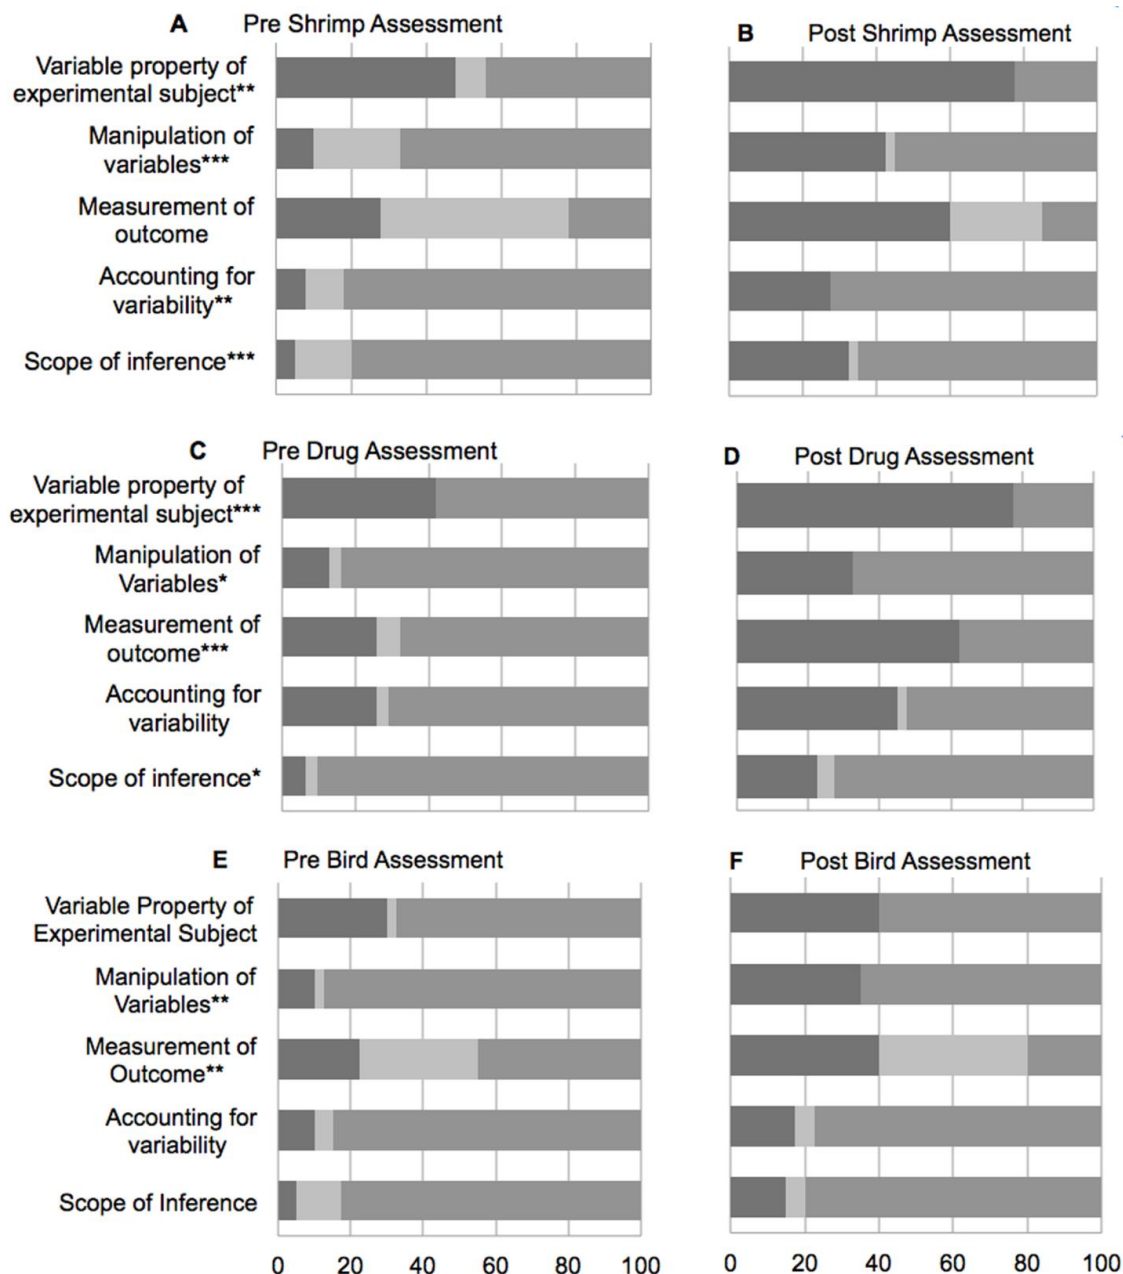 A Pre Shrimp Assessment
B Post Shrimp Assessment
Variable property of
experimental subject**
Manipulation of
variables***
Measurement of
outcome
Accounting for
variability**
Scope of inference***
C Pre Drug Assessment
D Post Drug Assessment
Variable property of
experimental subject***
Manipulation of
Variables*
Measurement of
outcome***
Accounting for
variability
Scope of inference*
E Pre Bird Assessment
F Post Bird Assessment
Variable Property of
Experimental Subject
Manipulation of
Variables**
Measurement of
Outcome**
Accounting for
variability
Scope of Inference
0 20 40 60 80 100
0 20 40 60 80 100